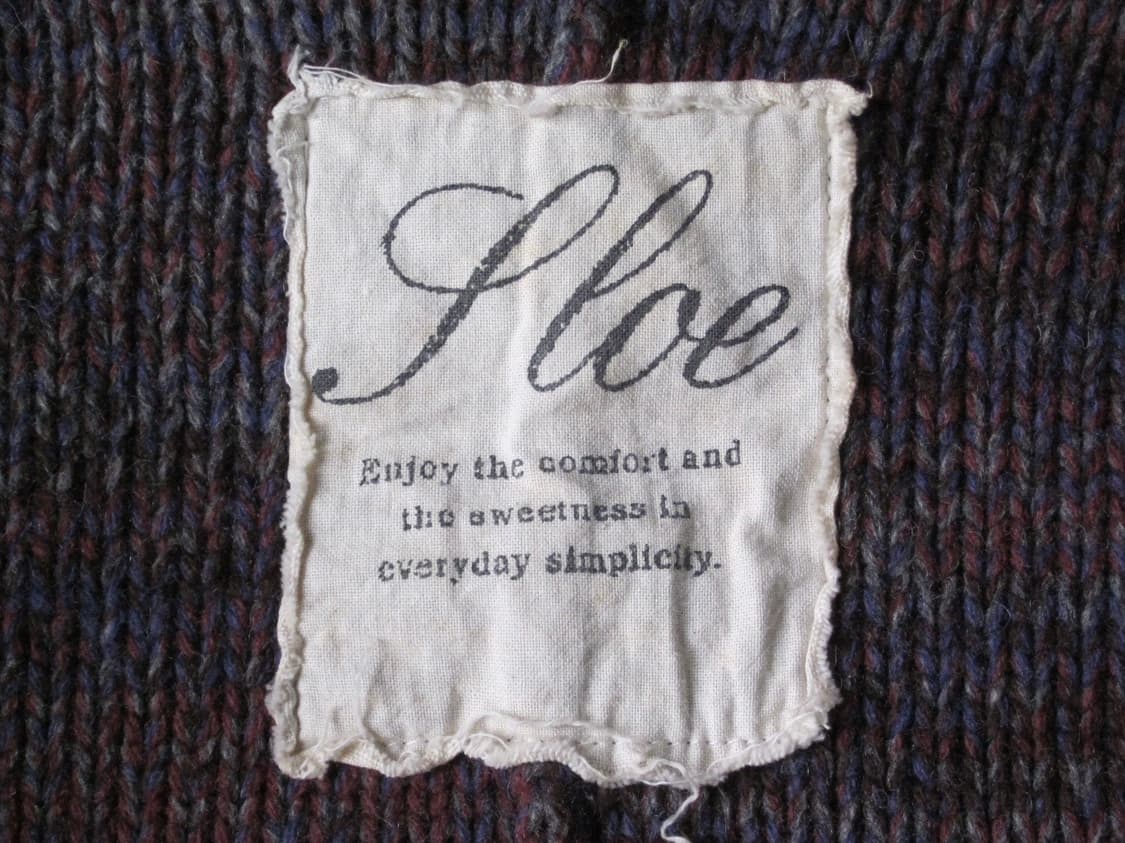 Sloe
Enjoy the comfort and
the sweetness in
everyday simplicity.